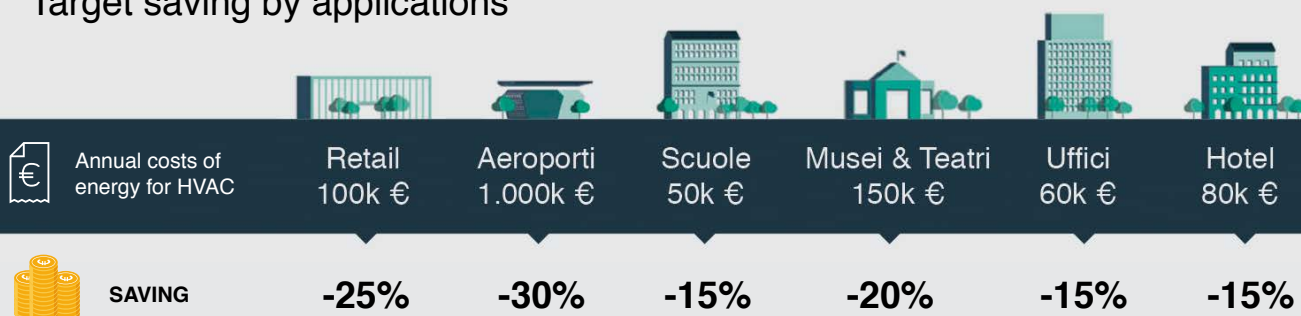 Target saving by applications
€
Annual costs of
energy for HVAC
Retail
100k €
Aeroporti
1.000k €
Scuole
50k €
Musei & Teatri
150k €
Uffici
60k €
Hotel
80k €
SAVING
-25%
-30%
-15%
-20%
-15%
-15%